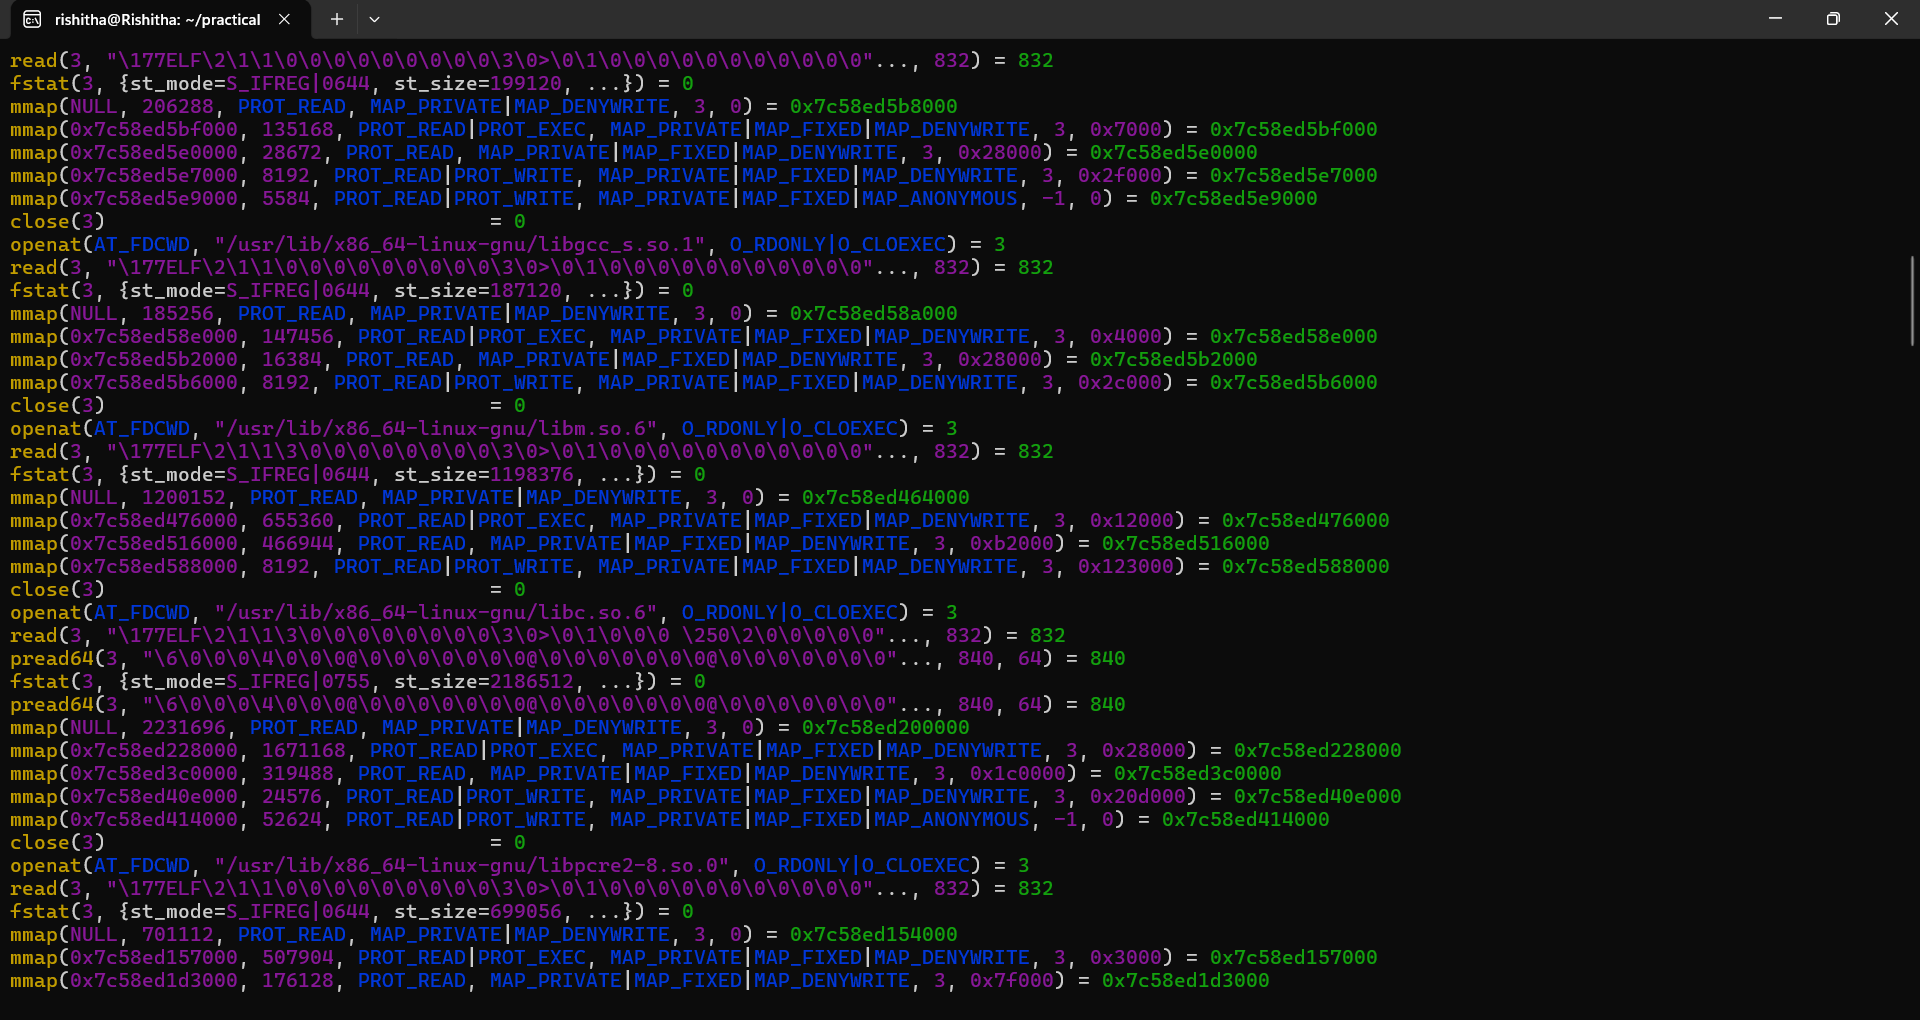 rishitha@Rishitha: ~/practical
read(3, "\177ELF\2\1\1\0\0\0\0\0\0\0\0\0\3\0>\0\1\0\0\0\0\0\0\0\0\0\0\0"..., 832) = 832
fstat(3, {st_mode=S_IFREG|0644, st_size=199120, ...}) = 0
mmap(NULL, 206288, PROT_READ, MAP_PRIVATE|MAP_DENYWRITE, 3, 0) = 0x7c58ed5b8000
mmap(0x7c58ed5bf000, 135168, PROT_READ|PROT_EXEC, MAP_PRIVATE|MAP_FIXED|MAP_DENYWRITE, 3, 0x7000) = 0x7c58ed5bf000
mmap(0x7c58ed5e0000, 28672, PROT_READ, MAP_PRIVATE|MAP_FIXED|MAP_DENYWRITE, 3, 0x28000) = 0x7c58ed5e0000
mmap(0x7c58ed5e7000, 8192, PROT_READ|PROT_WRITE, MAP_PRIVATE|MAP_FIXED|MAP_DENYWRITE, 3, 0x2f000) = 0x7c58ed5e7000
mmap(0x7c58ed5e9000, 5584, PROT_READ|PROT_WRITE, MAP_PRIVATE|MAP_FIXED|MAP_ANONYMOUS, -1, 0) = 0x7c58ed5e9000
close(3)                                = 0
openat(AT_FDCWD, "/usr/lib/x86_64-linux-gnu/libgcc_s.so.1", O_RDONLY|O_CLOEXEC) = 3
read(3, "\177ELF\2\1\1\0\0\0\0\0\0\0\0\0\3\0>\0\1\0\0\0\0\0\0\0\0\0\0\0"..., 832) = 832
fstat(3, {st_mode=S_IFREG|0644, st_size=187120, ...}) = 0
mmap(NULL, 185256, PROT_READ, MAP_PRIVATE|MAP_DENYWRITE, 3, 0) = 0x7c58ed58a000
mmap(0x7c58ed58e000, 147456, PROT_READ|PROT_EXEC, MAP_PRIVATE|MAP_FIXED|MAP_DENYWRITE, 3, 0x4000) = 0x7c58ed58e000
mmap(0x7c58ed5b2000, 16384, PROT_READ, MAP_PRIVATE|MAP_FIXED|MAP_DENYWRITE, 3, 0x28000) = 0x7c58ed5b2000
mmap(0x7c58ed5b6000, 8192, PROT_READ|PROT_WRITE, MAP_PRIVATE|MAP_FIXED|MAP_DENYWRITE, 3, 0x2c000) = 0x7c58ed5b6000
close(3)                                = 0
openat(AT_FDCWD, "/usr/lib/x86_64-linux-gnu/libm.so.6", O_RDONLY|O_CLOEXEC) = 3
read(3, "\177ELF\2\1\1\3\0\0\0\0\0\0\0\0\3\0>\0\1\0\0\0\0\0\0\0\0\0\0\0"..., 832) = 832
fstat(3, {st_mode=S_IFREG|0644, st_size=1198376, ...}) = 0
mmap(NULL, 1200152, PROT_READ, MAP_PRIVATE|MAP_DENYWRITE, 3, 0) = 0x7c58ed464000
mmap(0x7c58ed476000, 655360, PROT_READ|PROT_EXEC, MAP_PRIVATE|MAP_FIXED|MAP_DENYWRITE, 3, 0x12000) = 0x7c58ed476000
mmap(0x7c58ed516000, 466944, PROT_READ, MAP_PRIVATE|MAP_FIXED|MAP_DENYWRITE, 3, 0xb2000) = 0x7c58ed516000
mmap(0x7c58ed588000, 8192, PROT_READ|PROT_WRITE, MAP_PRIVATE|MAP_FIXED|MAP_DENYWRITE, 3, 0x123000) = 0x7c58ed588000
close(3)                                = 0
openat(AT_FDCWD, "/usr/lib/x86_64-linux-gnu/libc.so.6", O_RDONLY|O_CLOEXEC) = 3
read(3, "\177ELF\2\1\1\3\0\0\0\0\0\0\0\0\3\0>\0\1\0\0\0 \250\2\0\0\0\0\0"..., 832) = 832
pread64(3, "\6\0\0\0\4\0\0\0@\0\0\0\0\0\0\0@\0\0\0\0\0\0\0@\0\0\0\0\0\0\0"..., 840, 64) = 840
fstat(3, {st_mode=S_IFREG|0755, st_size=2186512, ...}) = 0
pread64(3, "\6\0\0\0\4\0\0\0@\0\0\0\0\0\0\0@\0\0\0\0\0\0\0@\0\0\0\0\0\0\0"..., 840, 64) = 840
mmap(NULL, 2231696, PROT_READ, MAP_PRIVATE|MAP_DENYWRITE, 3, 0) = 0x7c58ed200000
mmap(0x7c58ed228000, 1671168, PROT_READ|PROT_EXEC, MAP_PRIVATE|MAP_FIXED|MAP_DENYWRITE, 3, 0x28000) = 0x7c58ed228000
mmap(0x7c58ed3c0000, 319488, PROT_READ, MAP_PRIVATE|MAP_FIXED|MAP_DENYWRITE, 3, 0x1c0000) = 0x7c58ed3c0000
mmap(0x7c58ed40e000, 24576, PROT_READ|PROT_WRITE, MAP_PRIVATE|MAP_FIXED|MAP_DENYWRITE, 3, 0x20d000) = 0x7c58ed40e000
mmap(0x7c58ed414000, 52624, PROT_READ|PROT_WRITE, MAP_PRIVATE|MAP_FIXED|MAP_ANONYMOUS, -1, 0) = 0x7c58ed414000
close(3)                                = 0
openat(AT_FDCWD, "/usr/lib/x86_64-linux-gnu/libpcre2-8.so.0", O_RDONLY|O_CLOEXEC) = 3
read(3, "\177ELF\2\1\1\0\0\0\0\0\0\0\0\0\3\0>\0\1\0\0\0\0\0\0\0\0\0\0\0"..., 832) = 832
fstat(3, {st_mode=S_IFREG|0644, st_size=699056, ...}) = 0
mmap(NULL, 701112, PROT_READ, MAP_PRIVATE|MAP_DENYWRITE, 3, 0) = 0x7c58ed154000
mmap(0x7c58ed157000, 507904, PROT_READ|PROT_EXEC, MAP_PRIVATE|MAP_FIXED|MAP_DENYWRITE, 3, 0x3000) = 0x7c58ed157000
mmap(0x7c58ed1d3000, 176128, PROT_READ, MAP_PRIVATE|MAP_FIXED|MAP_DENYWRITE, 3, 0x7f000) = 0x7c58ed1d3000